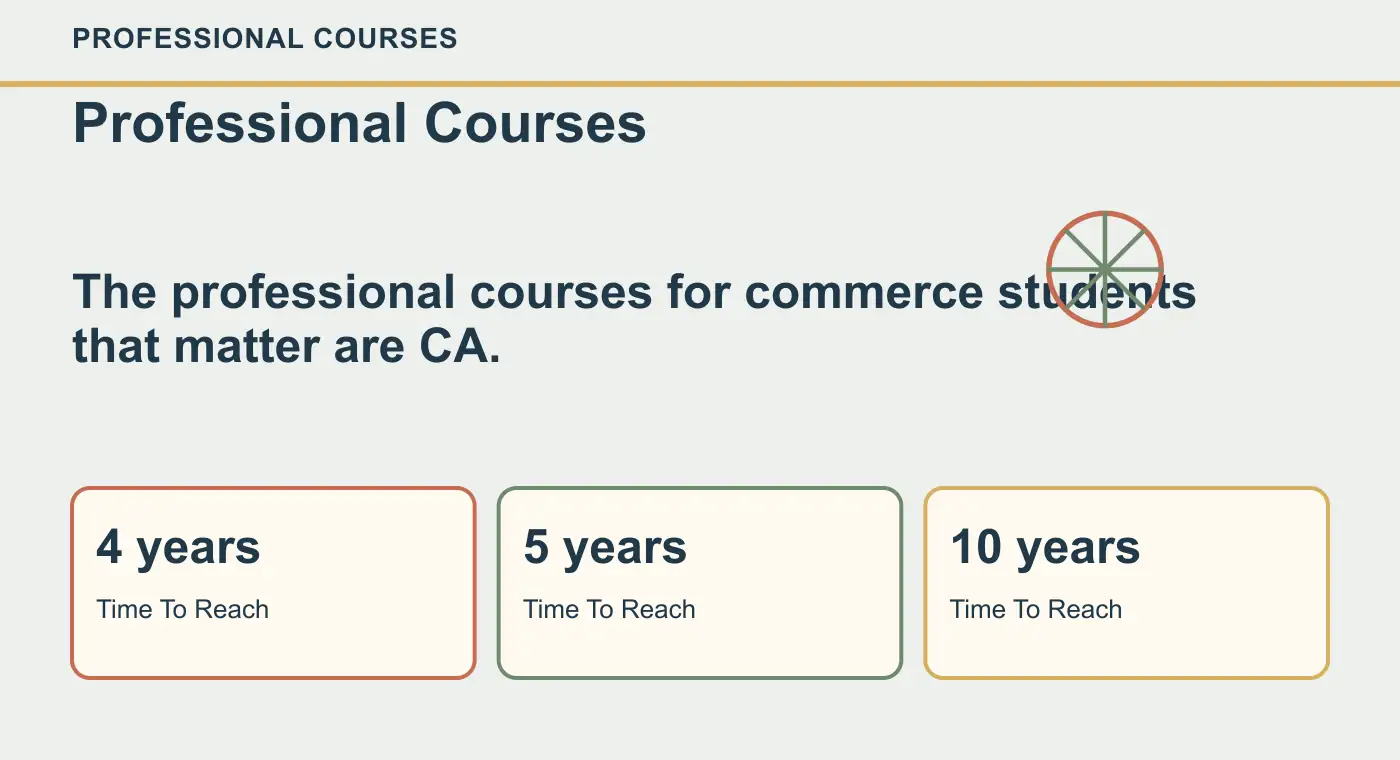 PROFESSIONAL COURSES
Professional Courses
The professional courses for commerce students
that matter are CA.
4 years
Time To Reach
5 years
Time To Reach
10 years
Time To Reach